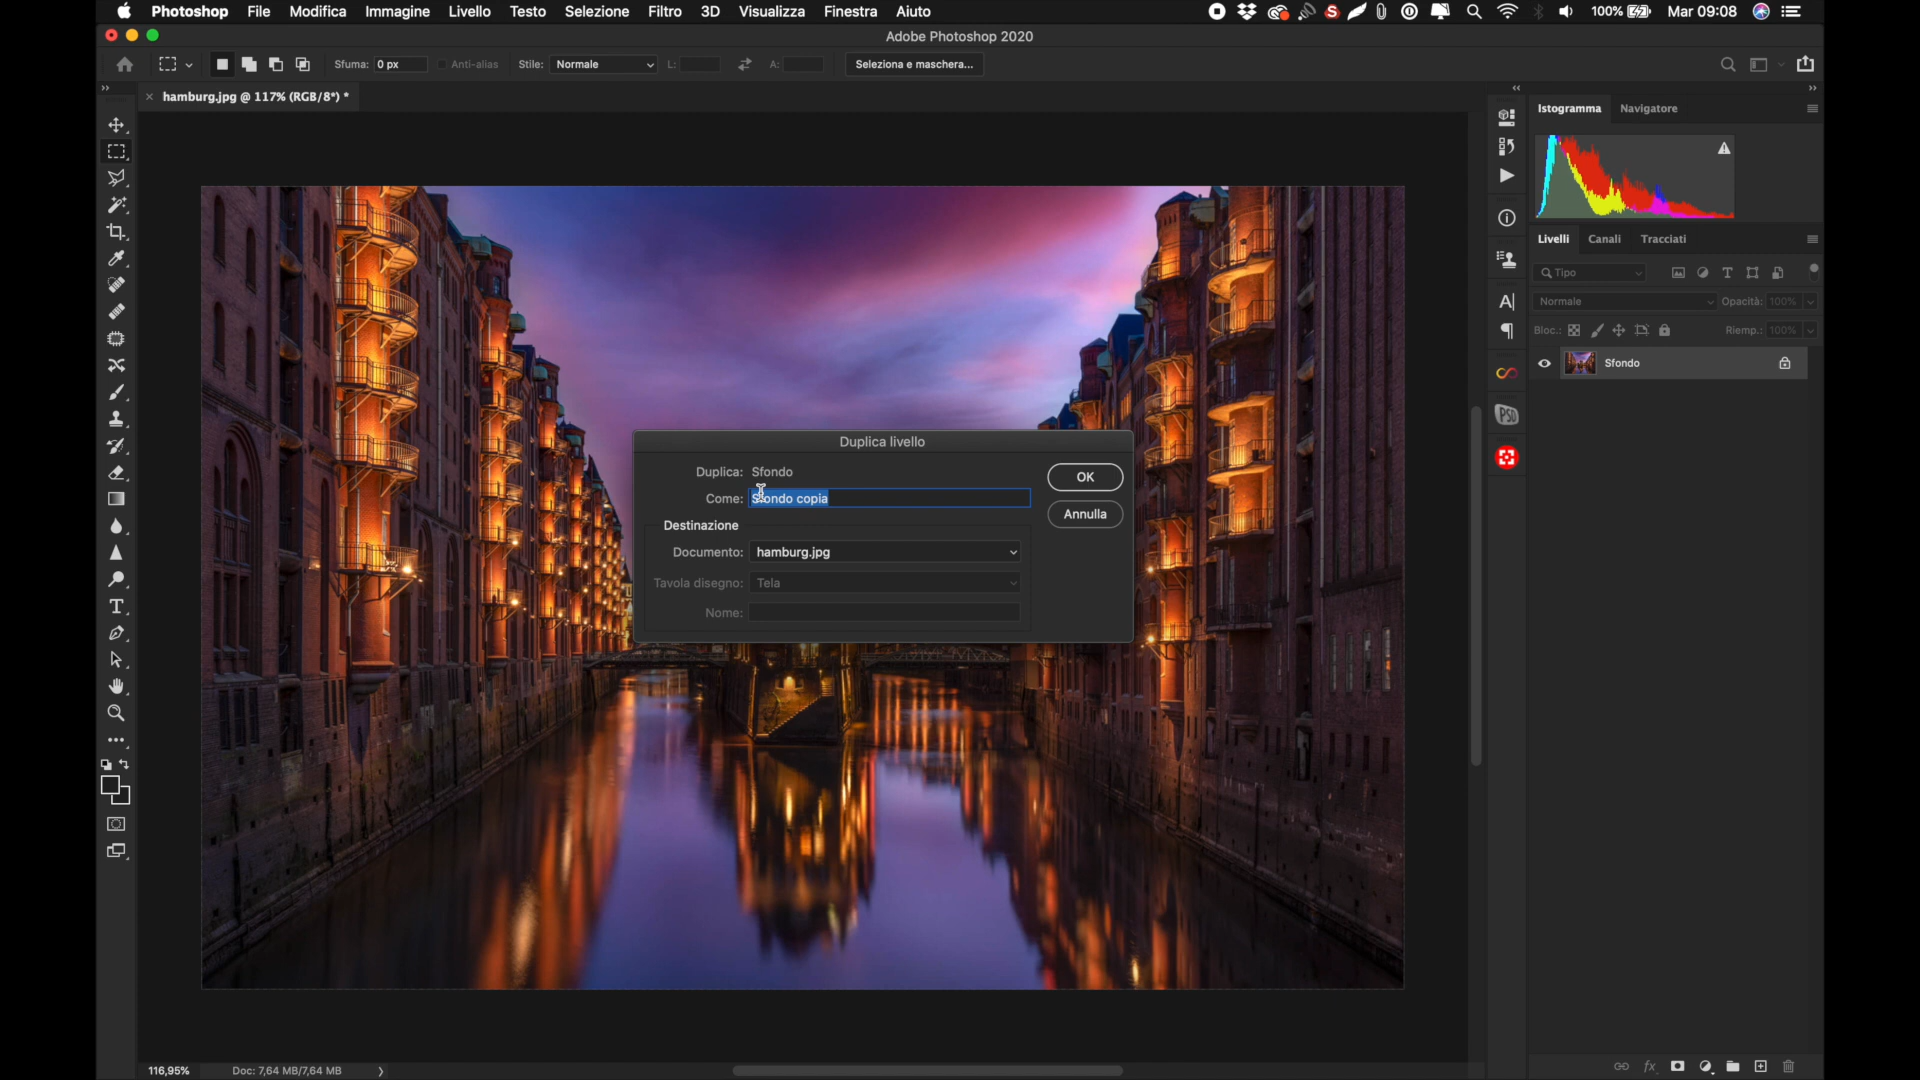 Photoshop File Modifica Immagine Livello Testo Selezione Filtro 3D Visualizza Finestra Aiuto 100% Mar 09:08
Adobe Photoshop 2020
Sfuma: 0 px Anti-alias Stile: Normale L: A: Seleziona e maschera...
hamburg.jpg @ 117% (RGB/8*) *
Istogramma Navigatore
Livelli Canali Tracciati
Tipo
Normale Opacità: 100%
Bloc.: Riemp.: 100%
Sfondo
Duplica livello
Duplica: Sfondo
OK
Come: Sfondo copia
Annulla
Destinazione
Documento: hamburg.jpg
Tavola disegno: Tela
Nome:
116,95% Doc: 7,64 MB/7,64 MB